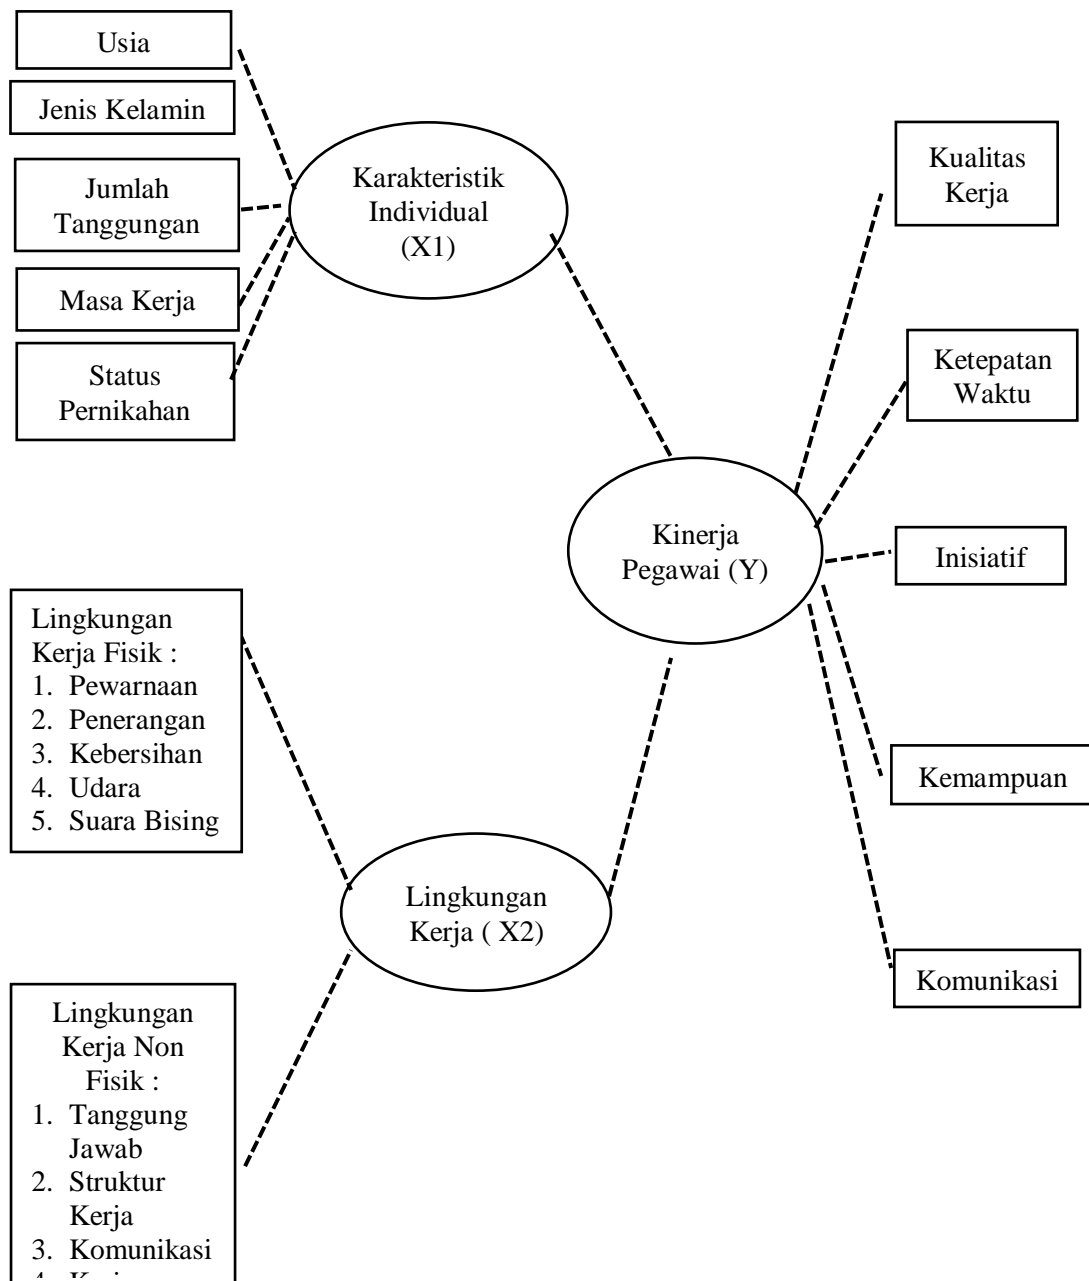 Usia
Jenis Kelamin
Jumlah
Tanggungan
Masa Kerja
Status
Pernikahan
Karakteristik
Individual
(X1)
Kualitas
Kerja
Ketepatan
Waktu
Kinerja
Pegawai (Y)
Inisiatif
Kemampuan
Komunikasi
Lingkungan
Kerja Fisik :
1. Pewarnaan
2. Penerangan
3. Kebersihan
4. Udara
5. Suara Bising
Lingkungan
Kerja ( X2)
Lingkungan
Kerja Non
Fisik :
1. Tanggung
Jawab
2. Struktur
Kerja
3. Komunikasi